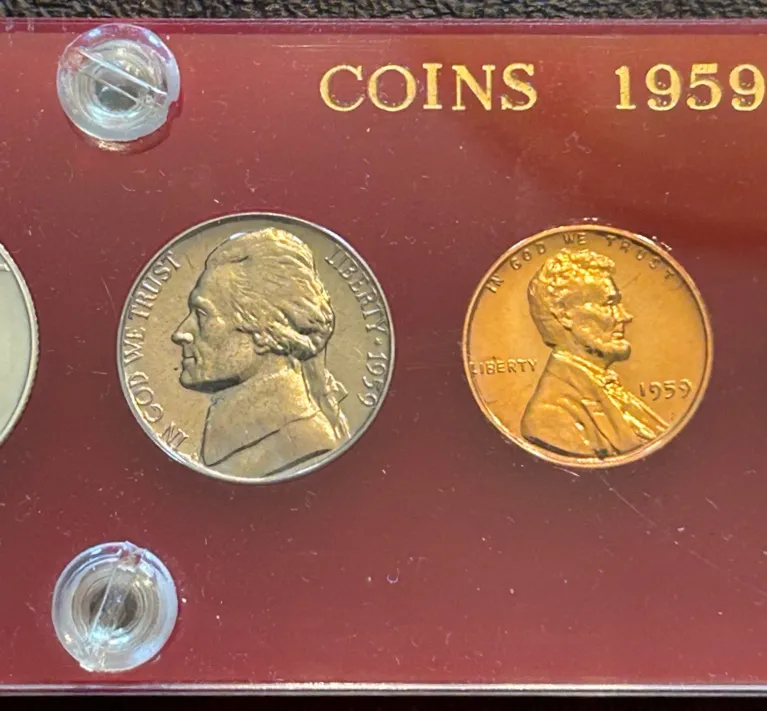 COINS 1959
IN GOD WE TRUST
LIBERTY · 1959
IN GOD WE TRUST
LIBERTY
1959